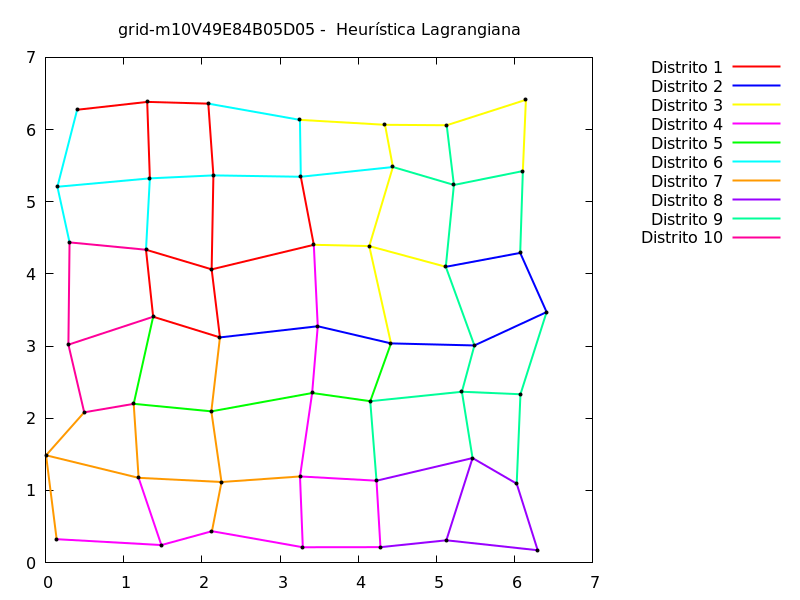 grid-m10V49E84B05D05 -  Heurística Lagrangiana
Distrito 1
Distrito 2
Distrito 3
Distrito 4
Distrito 5
Distrito 6
Distrito 7
Distrito 8
Distrito 9
Distrito 10
7
6
5
4
3
2
1
0
0 1 2 3 4 5 6 7